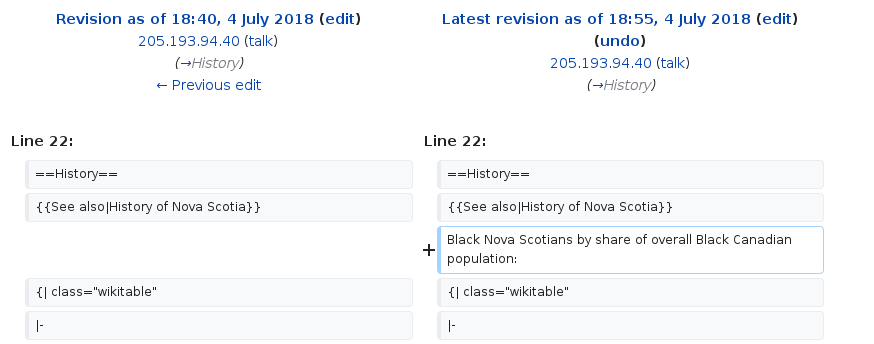 Revision as of 18:40, 4 July 2018 (edit)
205.193.94.40 (talk)
(→History)
← Previous edit
Latest revision as of 18:55, 4 July 2018 (edit)
(undo)
205.193.94.40 (talk)
(→History)
Line 22:
Line 22:
==History==
==History==
{{See also|History of Nova Scotia}}
{{See also|History of Nova Scotia}}
+
Black Nova Scotians by share of overall Black Canadian
population:
{| class="wikitable"
{| class="wikitable"
|-
|-